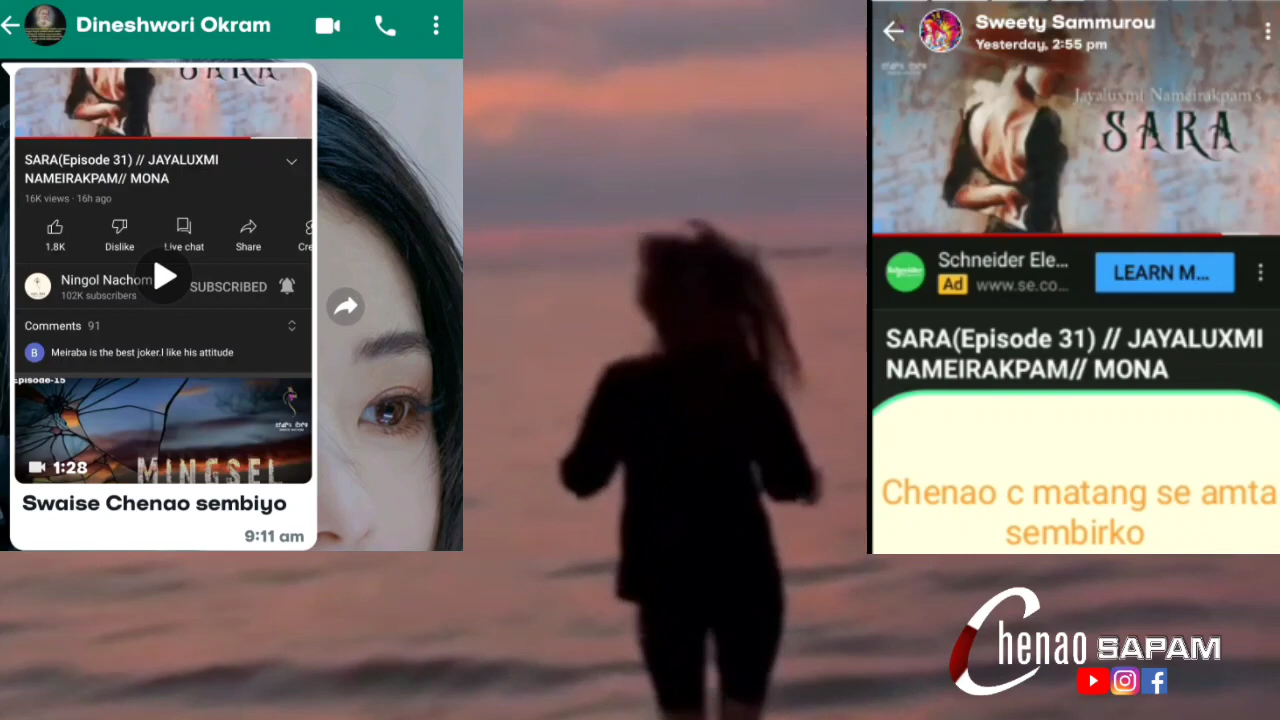 Dineshwori Okram
SARA
SARA(Episode 31) // JAYALUXMI
NAMEIRAKPAM// MONA
16K views · 16h ago
1.8K
Dislike
Live chat
Share
Cre
Ningol Nachom
102K subscribers
SUBSCRIBED
Comments 91
B
Meiraba is the best joker.I like his attitude
Episode-15
MINGSEL
1:28
Swaise Chenao sembiyo
9:11 am
Sweety Sammurou
Yesterday, 2:55 pm
Jayaluxmi Nameirakpam's
SARA
Schneider
Schneider Ele...
Ad www.se.co...
LEARN M...
SARA(Episode 31) // JAYALUXMI
NAMEIRAKPAM// MONA
Chenao c matang se amta
sembirko
Chenao SAPAM